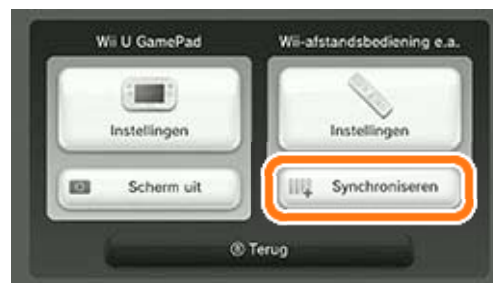 Wii U GamePad
Wii-afstandsbediening e.a.
Instellingen
Instellingen
Scherm uit
Synchroniseren
Ⓑ Terug